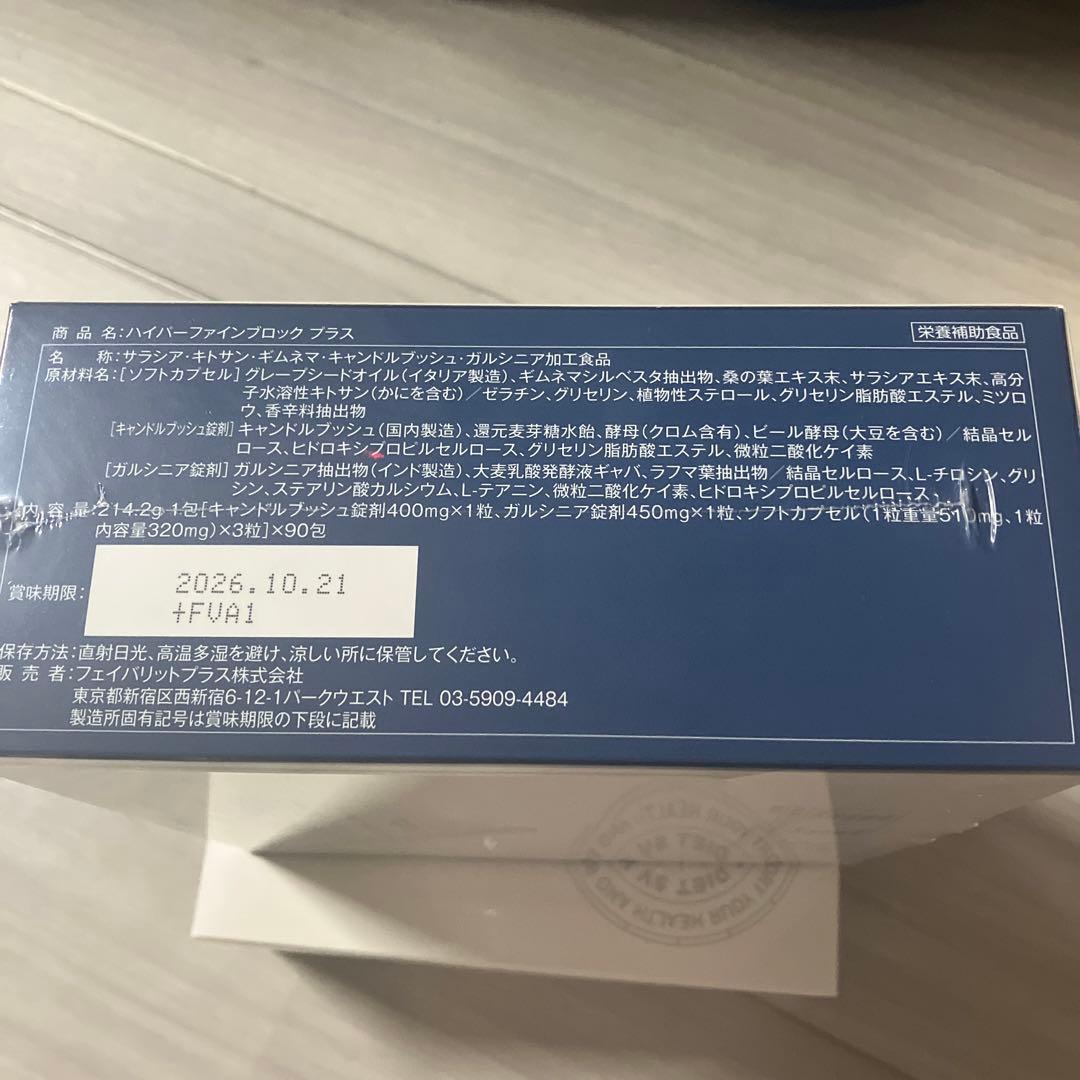 商品名:ハイパーファインブロック プラス
栄養補助食品
名 称:サラシア・キトサン・ギムネマ・キャンドルブッシュ・ガルシニア加工食品
原材料名:[ソフトカプセル]グレープシードオイル(イタリア製造)、ギムネマシルベスタ抽出物、桑の葉エキス末、サラシアエキス末、高分
子水溶性キトサン(かにを含む)/ゼラチン、グリセリン、植物性ステロール、グリセリン脂肪酸エステル、ミツロ
ウ、香辛料抽出物
[キャンドルブッシュ錠剤]キャンドルブッシュ(国内製造)、還元麦芽糖水飴、酵母(クロム含有)、ビール酵母(大豆を含む)/結晶セル
ロース、ヒドロキシプロピルセルロース、グリセリン脂肪酸エステル、微粒二酸化ケイ素
[ガルシニア錠剤]ガルシニア抽出物(インド製造)、大麦乳酸発酵液ギャバ、ラフマ葉抽出物/結晶セルロース、L-チロシン、グリ
シン、ステアリン酸カルシウム、L-テアニン、微粒二酸化ケイ素、ヒドロキシプロピルセルロース
内容量:214.2g 1包[キャンドルブッシュ錠剤400mg×1粒、ガルシニア錠剤450mg×1粒、ソフトカプセル(1粒重量510mg、1粒
内容量320mg)×3粒]×90包
賞味期限:
2026.10.21
+FVA1
保存方法:直射日光、高温多湿を避け、涼しい所に保管してください。
販売者:フェイバリットプラス株式会社
東京都新宿区西新宿6-12-1パークウエスト TEL 03-5909-4484
製造所固有記号は賞味期限の下段に記載